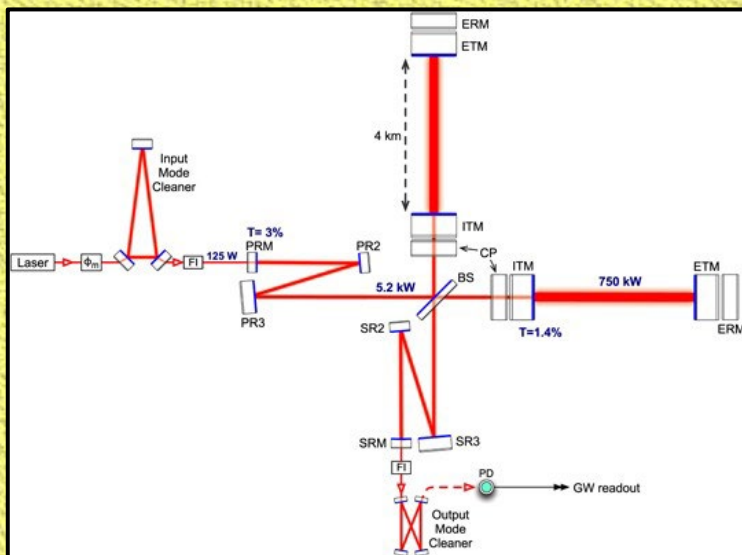 ERM
ETM
4 km
Input
Mode
Cleaner
ITM
T= 3%
PRM
PR2
Laser
Φm
FI
125 W
CP
BS
ITM
750 kW
ETM
5.2 kW
PR3
SR2
T=1.4%
ERM
SRM
SR3
FI
PD
GW readout
Output
Mode
Cleaner